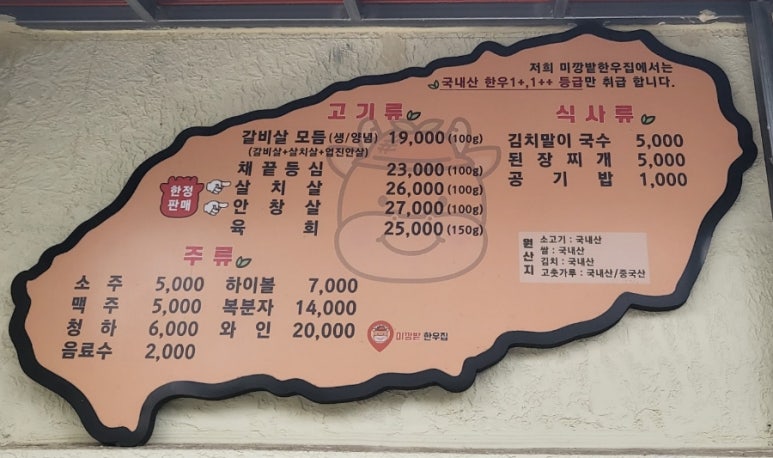 저희 미깡밭한우집에서는
국내산 한우1+,1++ 등급만 취급 합니다.
고기류
갈비살 모듬 (생/양념) 19,000 (100g)
(갈비살+살치살+업진안살)
채끝등심 23,000 (100g)
한정
판매
살치살 26,000 (100g)
안창살 27,000 (100g)
육회 25,000 (150g)
식사류
김치말이 국수 5,000
된장찌개 5,000
공기밥 1,000
원산지
소고기 : 국내산
쌀 : 국내산
김치 : 국내산
고춧가루 : 국내산/중국산
주류
소주 5,000 하이볼 7,000
맥주 5,000 복분자 14,000
청하 6,000 와인 20,000
음료수 2,000
미깡밭 한우집